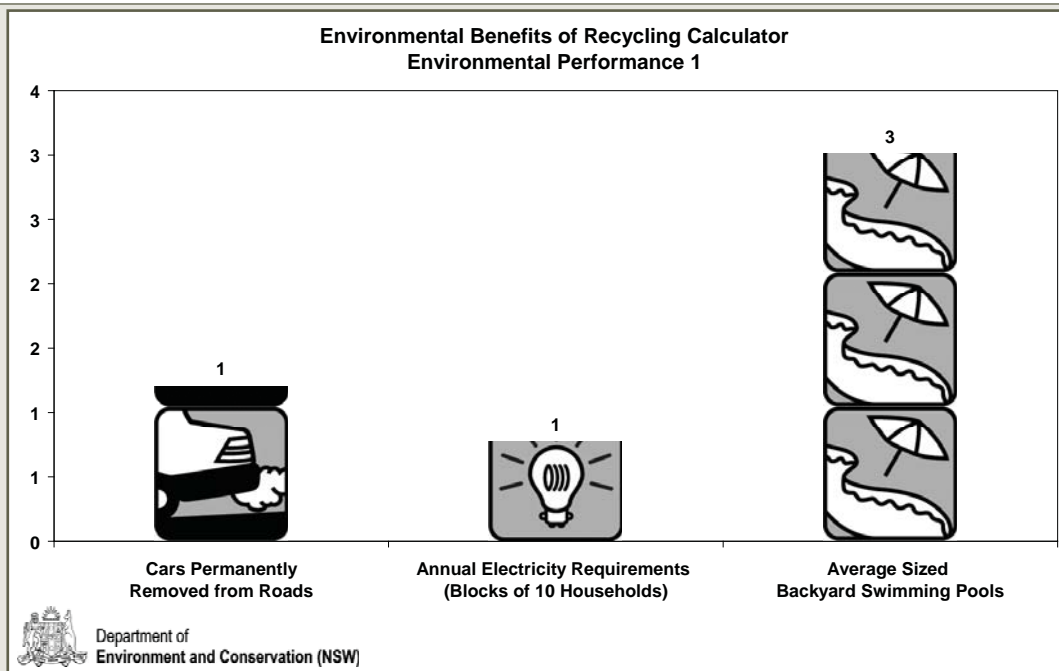 Environmental Benefits of Recycling Calculator
Environmental Performance 1
4
3
3
2
2
1
1
0
1
1
3
Cars Permanently
Removed from Roads
Annual Electricity Requirements
(Blocks of 10 Households)
Average Sized
Backyard Swimming Pools
Department of
Environment and Conservation (NSW)